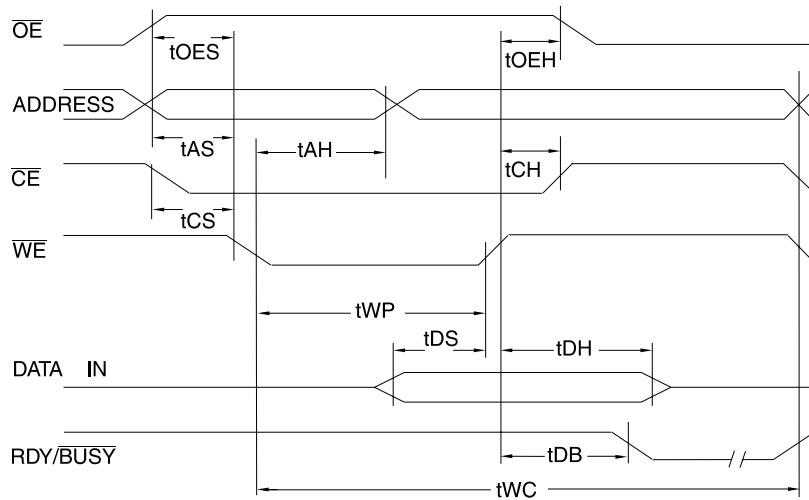 OE
tOES
tOEH
ADDRESS
tAS
tAH
tCH
CE
tCS
WE
tWP
tDS
tDH
DATA IN
RDY/BUSY
tDB
tWC